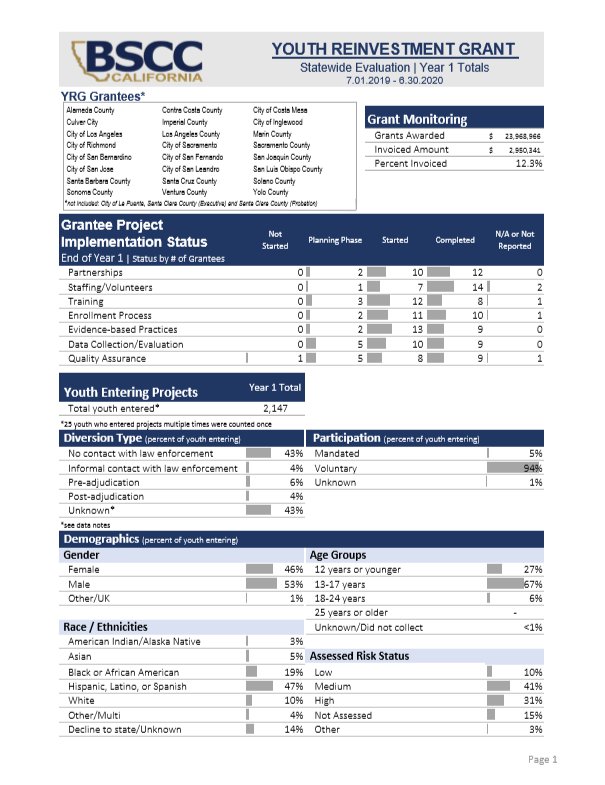 BSCC
CALIFORNIA
YOUTH REINVESTMENT GRANT
Statewide Evaluation | Year 1 Totals
7.01.2019 - 6.30.2020
YRG Grantees*
Alameda County Contra Costa County City of Costa Mesa
Culver City Imperial County City of Inglewood
City of Los Angeles Los Angeles County Marin County
City of Richmond City of Sacramento Sacramento County
City of San Bernardino City of San Fernando San Joaquin County
City of San Jose City of San Leandro San Luis Obispo County
Santa Barbara County Santa Cruz County Solano County
Sonoma County Ventura County Yolo County
*not included: City of La Puente, Santa Clara County (Executive) and Santa Clara County (Probation)
Grant Monitoring
Grants Awarded $ 23,968,966
Invoiced Amount $ 2,950,341
Percent Invoiced 12.3%
Grantee Project
Implementation Status
End of Year 1 | Status by # of Grantees
Not Started Planning Phase Started Completed N/A or Not Reported
Partnerships 0 2 10 12 0
Staffing/Volunteers 0 1 7 14 2
Training 0 3 12 8 1
Enrollment Process 0 2 11 10 1
Evidence-based Practices 0 2 13 9 0
Data Collection/Evaluation 0 5 10 9 0
Quality Assurance 1 5 8 9 1
Youth Entering Projects Year 1 Total
Total youth entered* 2,147
*25 youth who entered projects multiple times were counted once
Diversion Type (percent of youth entering)
No contact with law enforcement 43%
Informal contact with law enforcement 4%
Pre-adjudication 6%
Post-adjudication 4%
Unknown* 43%
*see data notes
Participation (percent of youth entering)
Mandated 5%
Voluntary 94%
Unknown 1%
Demographics (percent of youth entering)
Gender
Female 46%
Male 53%
Other/UK 1%
Race / Ethnicities
American Indian/Alaska Native 3%
Asian 5%
Black or African American 19%
Hispanic, Latino, or Spanish 47%
White 10%
Other/Multi 4%
Decline to state/Unknown 14%
Age Groups
12 years or younger 27%
13-17 years 67%
18-24 years 6%
25 years or older -
Unknown/Did not collect <1%
Assessed Risk Status
Low 10%
Medium 41%
High 31%
Not Assessed 15%
Other 3%
Page 1